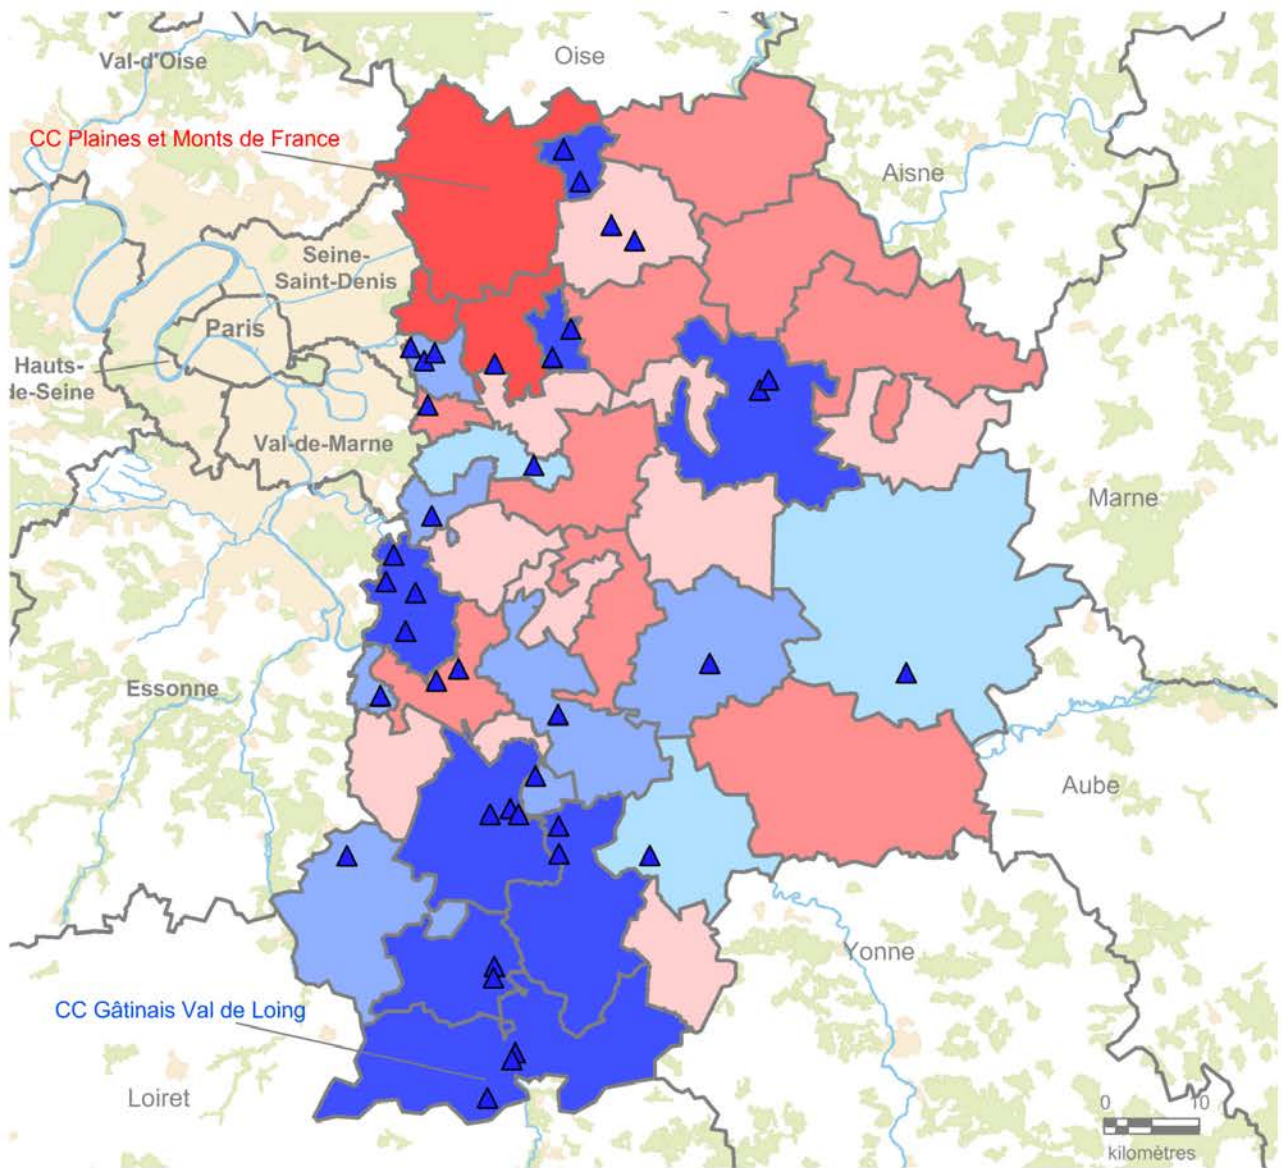 Oise
Val-d'Oise
CC Plaines et Monts de France
Aisne
Seine-
Saint-Denis
Paris
Hauts-
de-Seine
Val-de-Marne
Marne
Essonne
Aube
Yonne
CC Gâtinais Val de Loing
Loiret
0 10
kilomètres